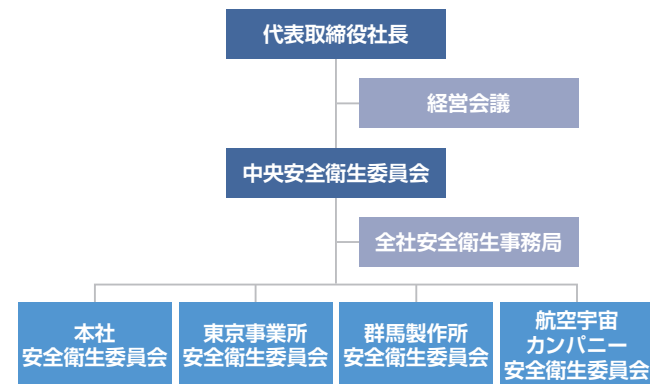 代表取締役社長
経営会議
中央安全衛生委員会
全社安全衛生事務局
本社
安全衛生委員会
東京事業所
安全衛生委員会
群馬製作所
安全衛生委員会
航空宇宙
カンパニー
安全衛生委員会